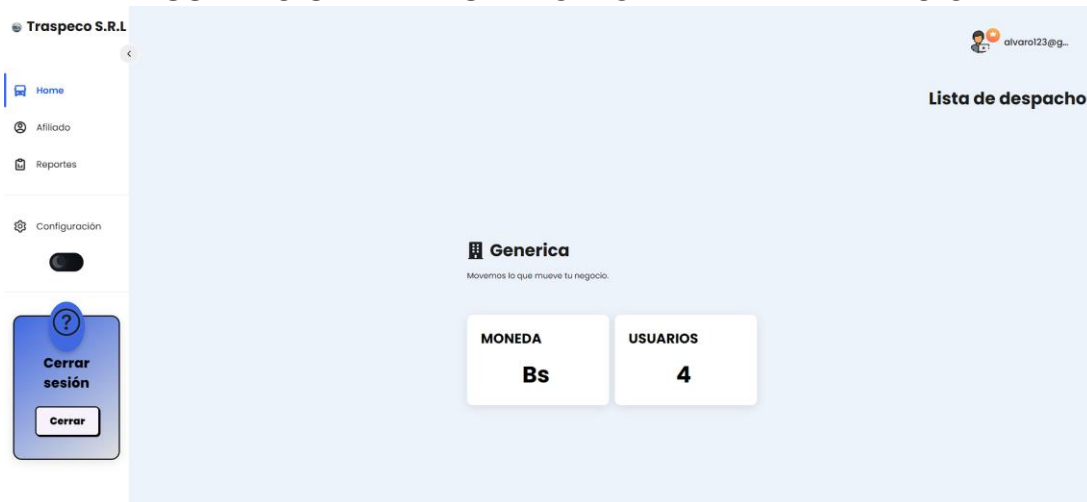 Traspeco S.R.L
alvaro123@g...
Home
Lista de despacho
Afiliado
Reportes
Configuración
Generica
Movemos lo que mueve tu negocio.
MONEDA
Bs
USUARIOS
4
?
Cerrar
sesión
Cerrar